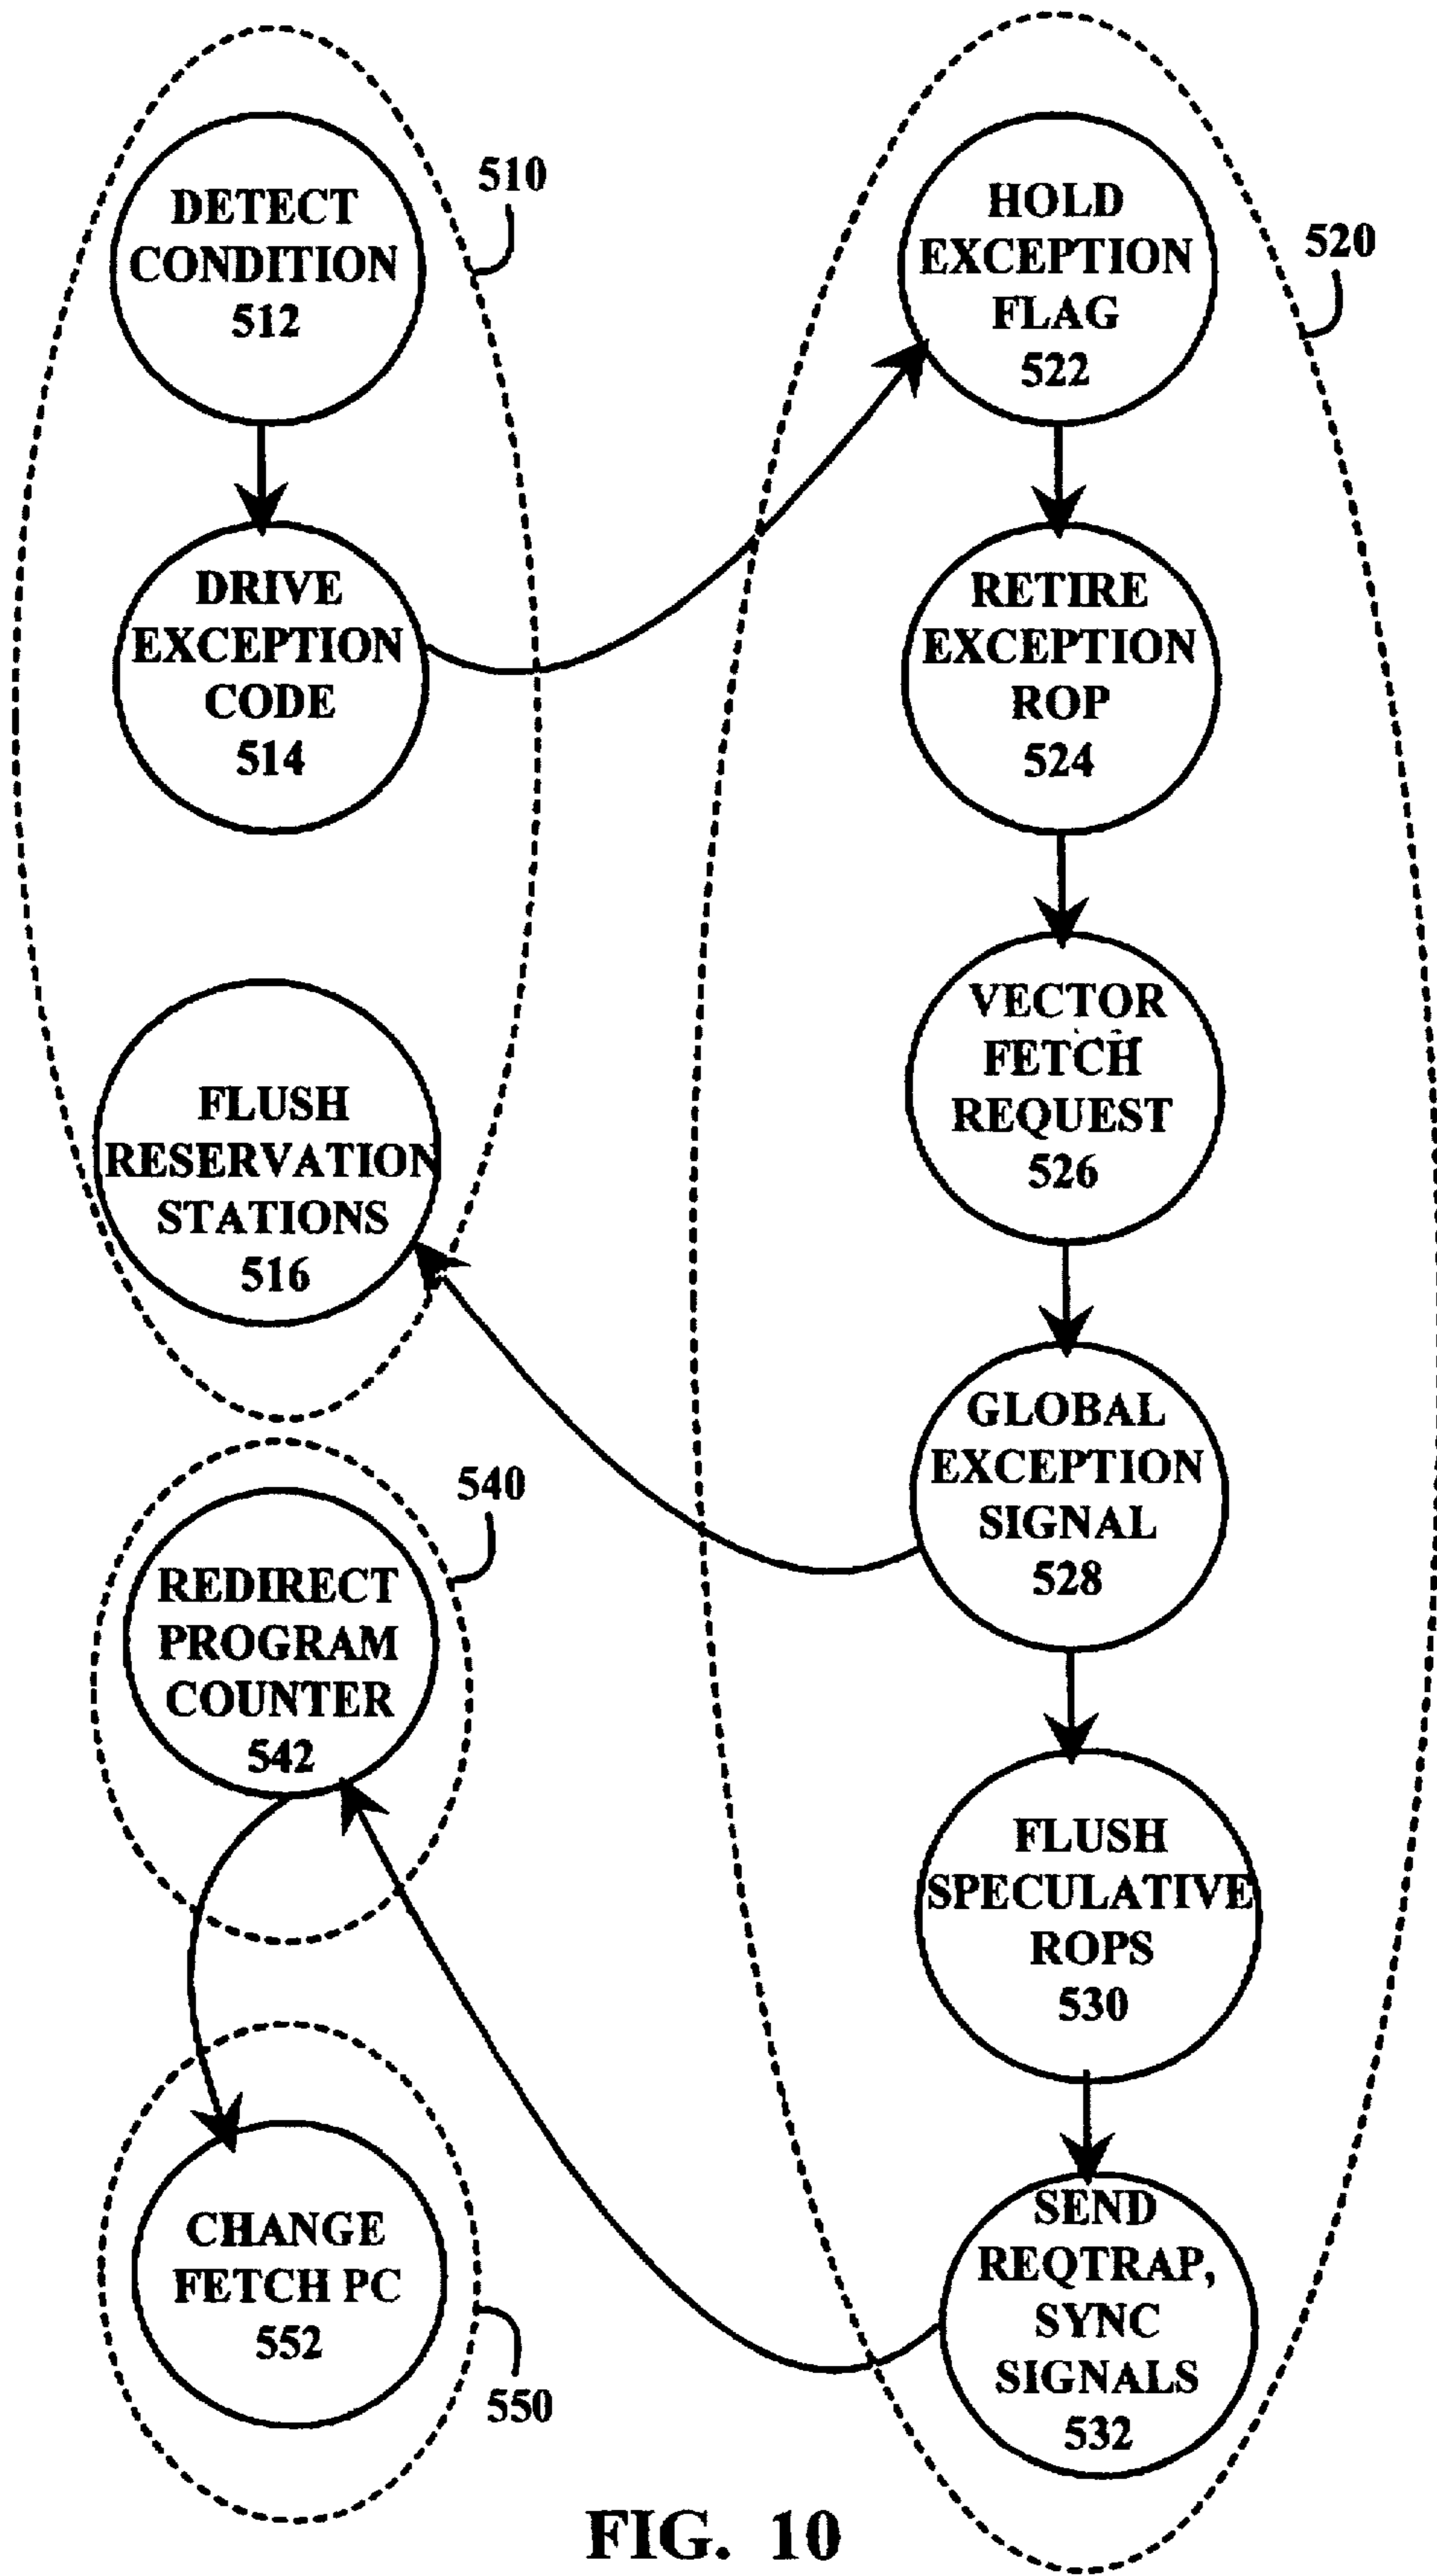 DETECT
CONDITION
512
510
DRIVE
EXCEPTION
CODE
514
FLUSH
RESERVATION
STATIONS
516
HOLD
EXCEPTION
FLAG
522
520
RETIRE
EXCEPTION
ROP
524
VECTOR
FETCH
REQUEST
526
GLOBAL
EXCEPTION
SIGNAL
528
FLUSH
SPECULATIVE
ROPS
530
SEND
REQTRAP,
SYNC
SIGNALS
532
540
REDIRECT
PROGRAM
COUNTER
542
CHANGE
FETCH PC
552
550
FIG. 10